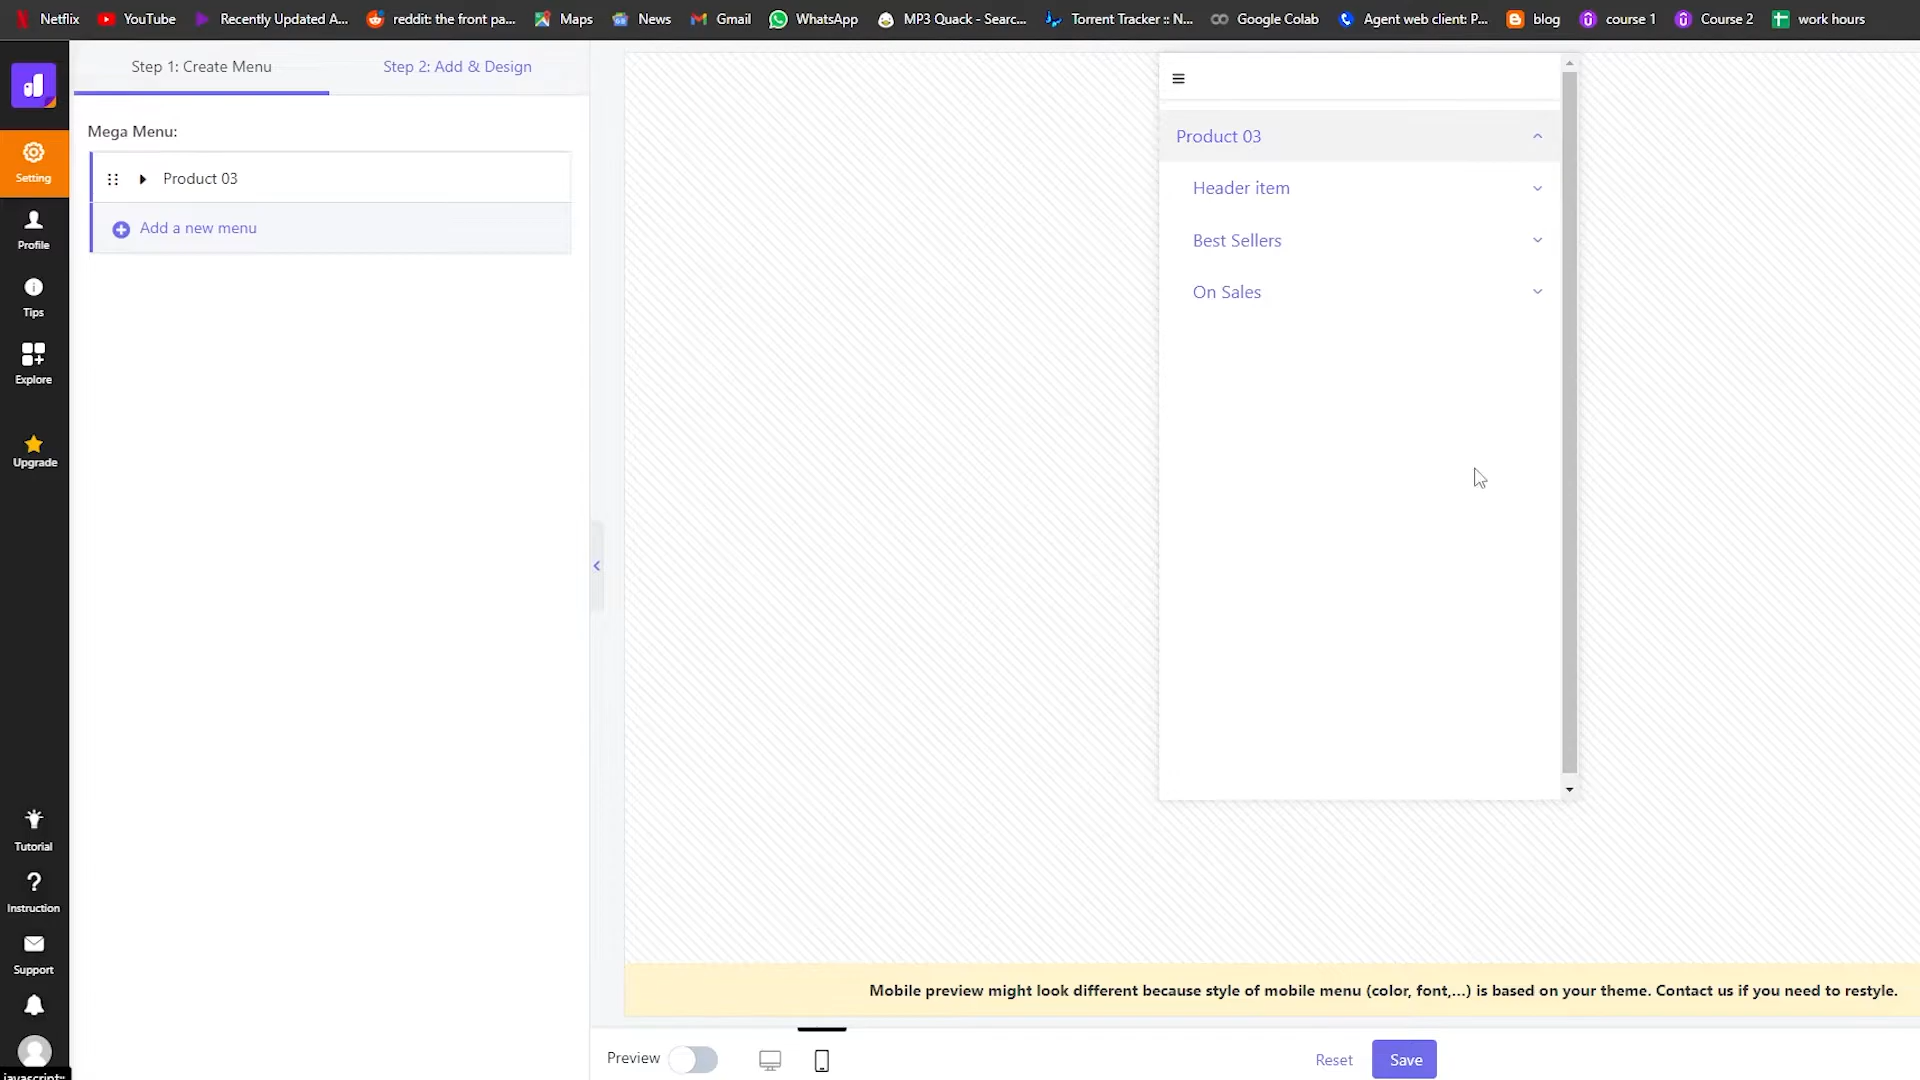 Netflix YouTube Recently Updated A... reddit: the front pa... Maps News Gmail WhatsApp MP3 Quack - Searc... Torrent Tracker :: N... Google Colab Agent web client: P... blog course 1 Course 2 work hours
Step 1: Create Menu Step 2: Add & Design
Mega Menu:
Product 03
Add a new menu
Setting
Profile
Tips
Explore
Upgrade
Tutorial
Instruction
Support
javascript:;
Product 03
Header item
Best Sellers
On Sales
Mobile preview might look different because style of mobile menu (color, font,...) is based on your theme. Contact us if you need to restyle.
Preview Reset Save